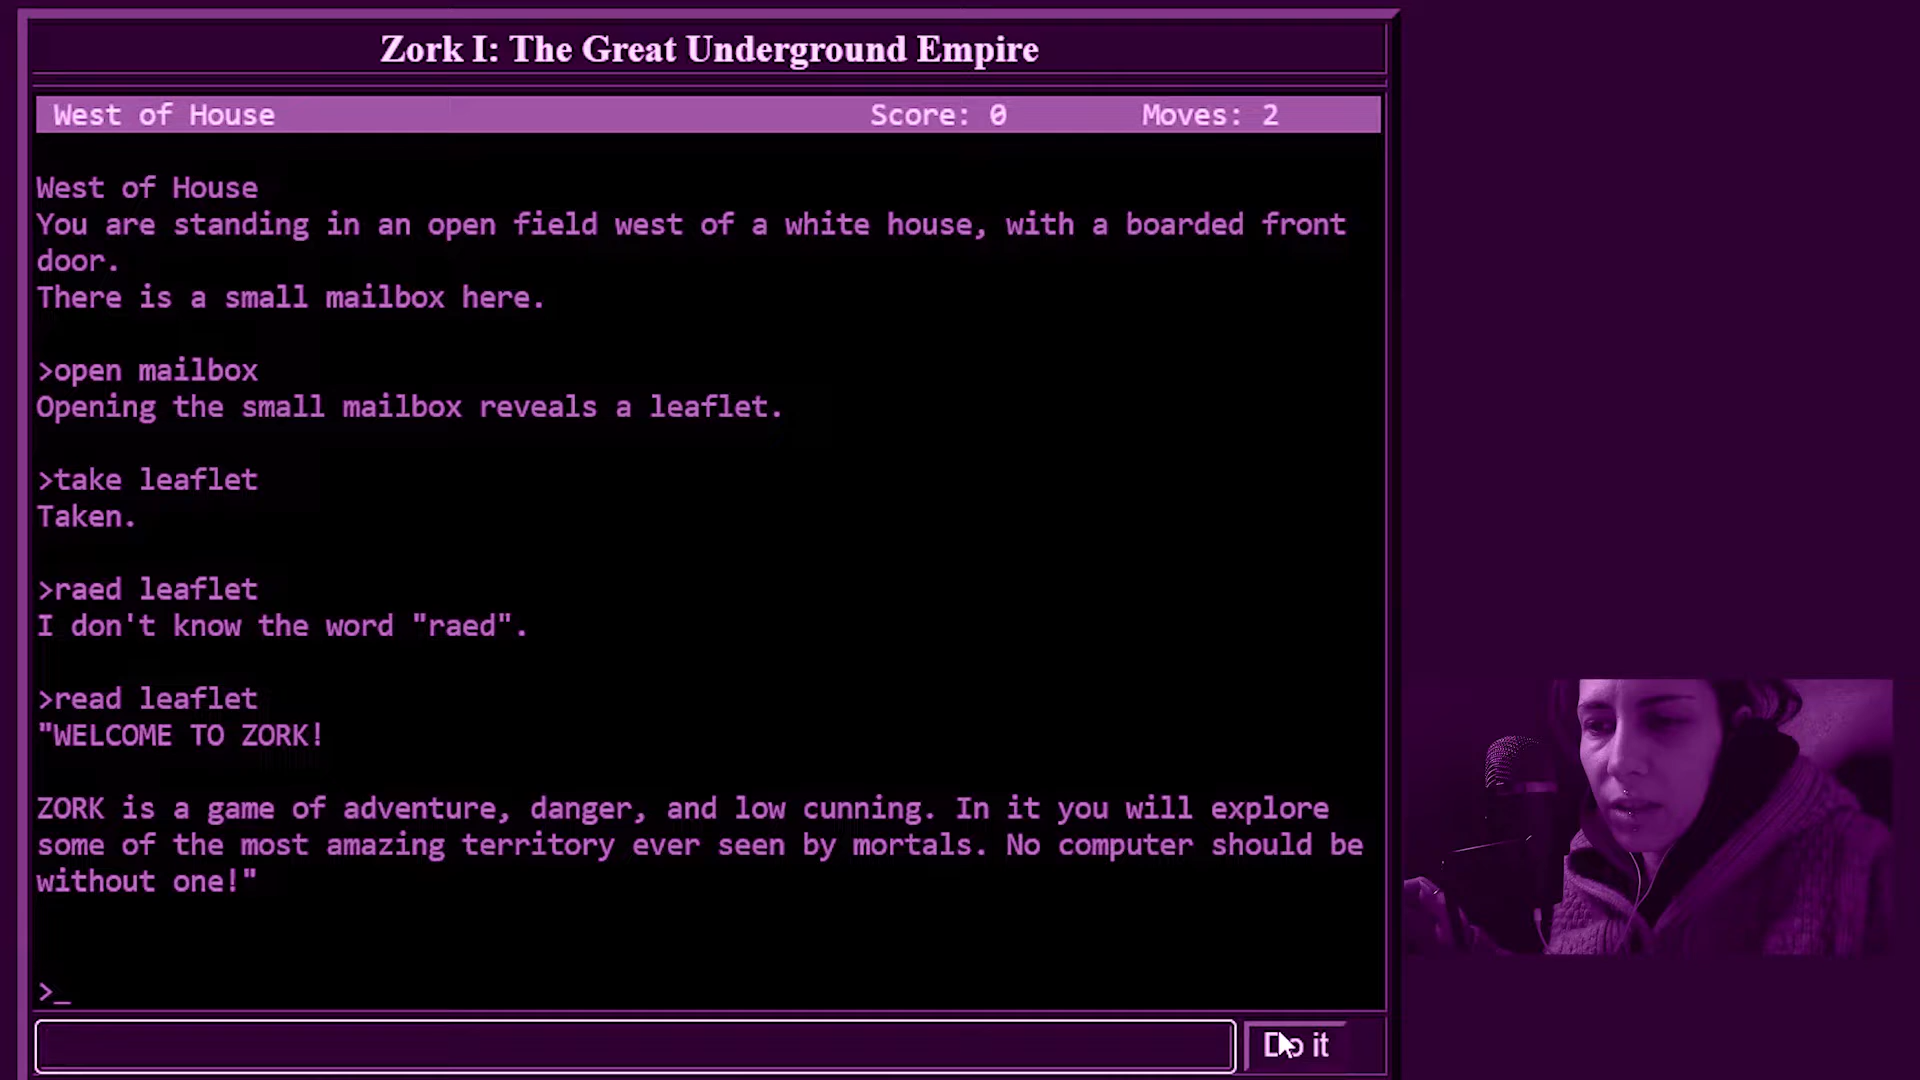 Zork I: The Great Underground Empire
West of House Score: 0 Moves: 2
West of House
You are standing in an open field west of a white house, with a boarded front
door.
There is a small mailbox here.
>open mailbox
Opening the small mailbox reveals a leaflet.
>take leaflet
Taken.
>raed leaflet
I don't know the word "raed".
>read leaflet
"WELCOME TO ZORK!
ZORK is a game of adventure, danger, and low cunning. In it you will explore
some of the most amazing territory ever seen by mortals. No computer should be
without one!"
>_
Do it